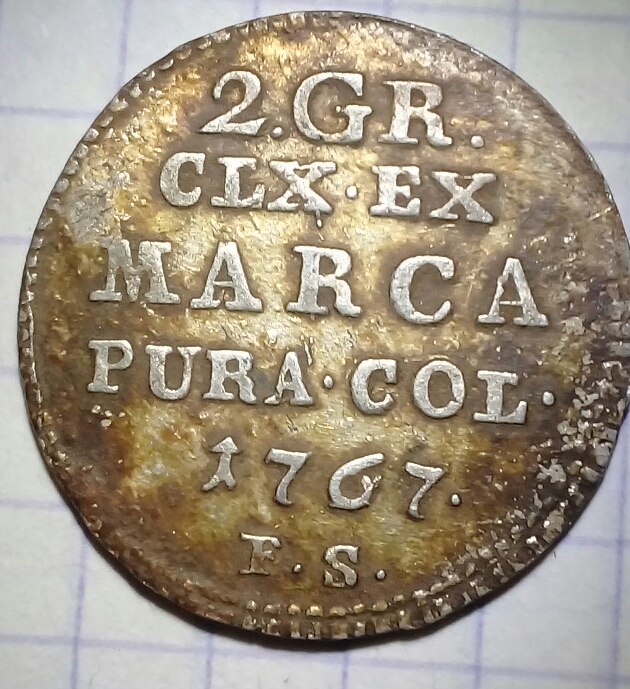 2.GR.
CLX·EX
MARCA
PURA·COL·
1767.
F.S.